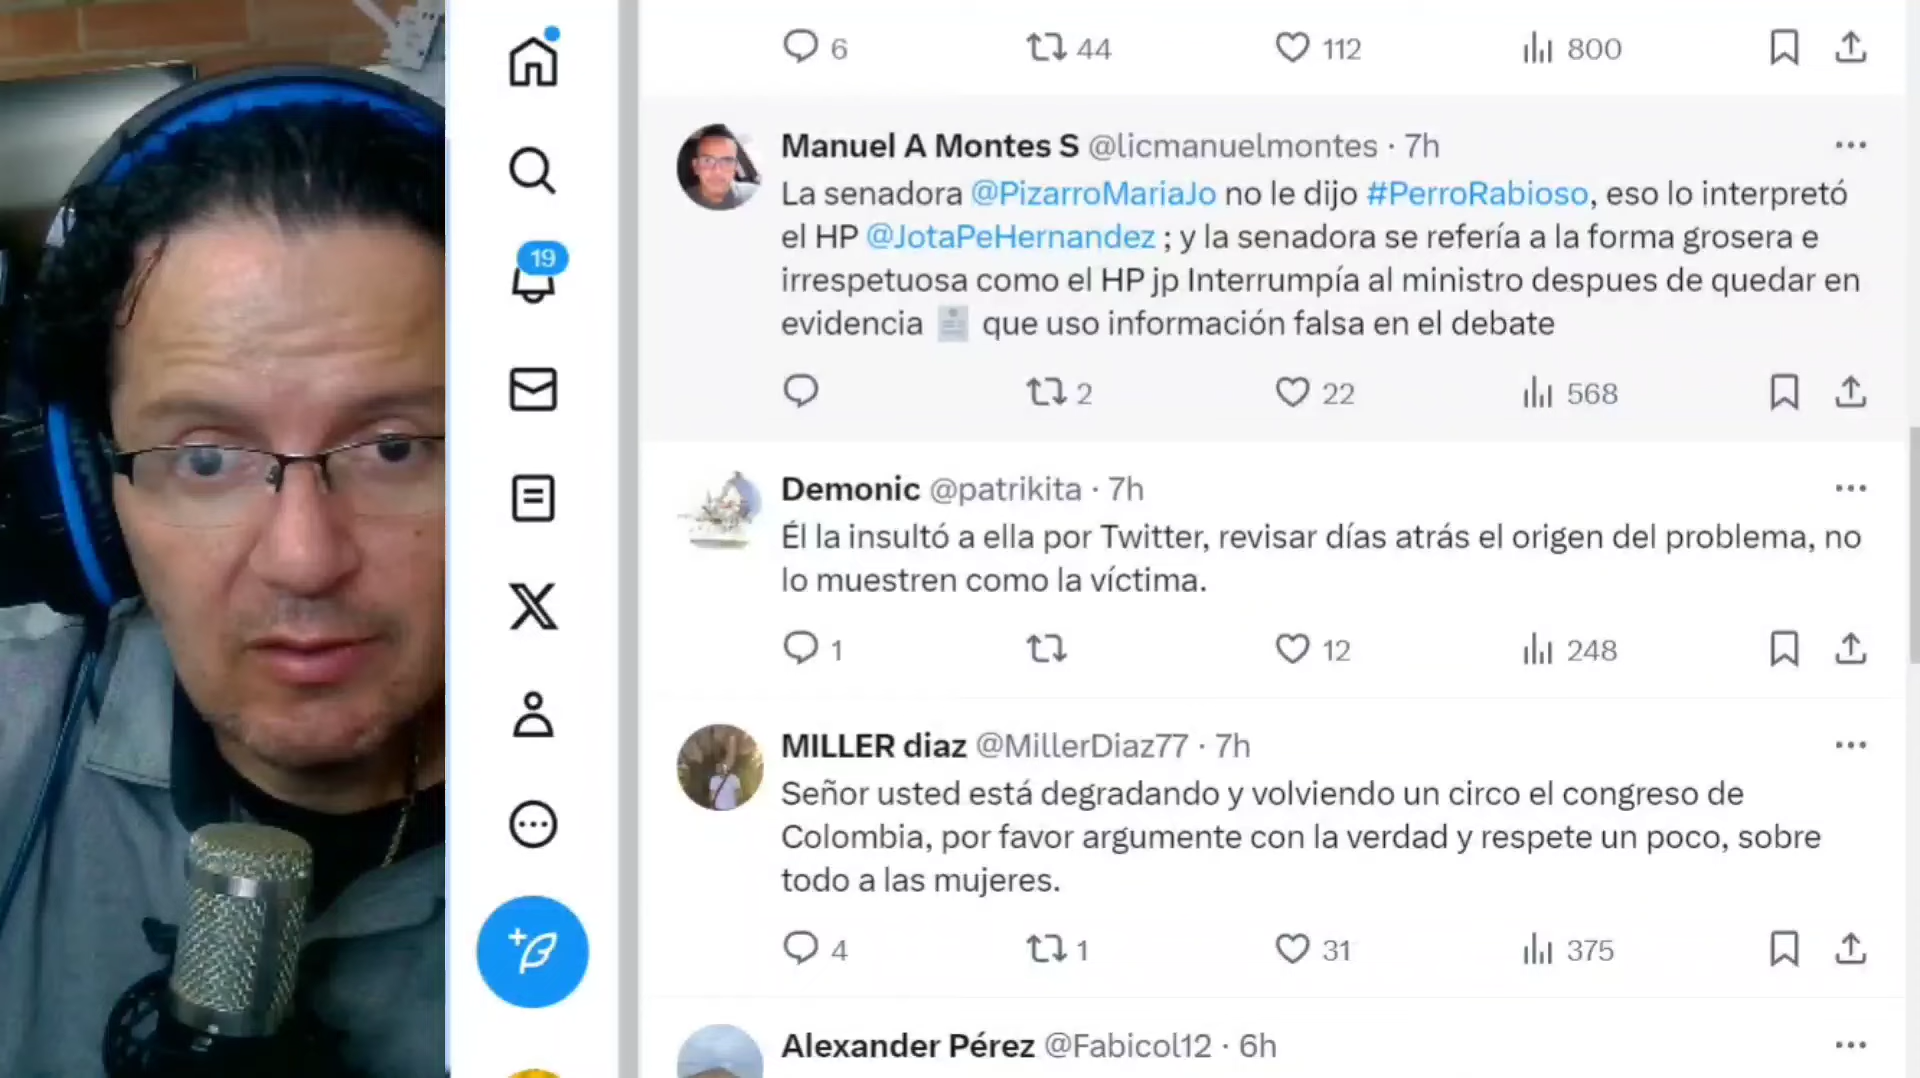 6 44 112 800
19
Manuel A Montes S @licmanuelmontes · 7h
La senadora @PizarroMariaJo no le dijo #PerroRabioso, eso lo interpretó
el HP @JotaPeHernandez ; y la senadora se refería a la forma grosera e
irrespetuosa como el HP jp Interrumpía al ministro despues de quedar en
evidencia que uso información falsa en el debate
2 22 568
Demonic @patrikita · 7h
Él la insultó a ella por Twitter, revisar días atrás el origen del problema, no
lo muestren como la víctima.
1 12 248
MILLER diaz @MillerDiaz77 · 7h
Señor usted está degradando y volviendo un circo el congreso de
Colombia, por favor argumente con la verdad y respete un poco, sobre
todo a las mujeres.
4 1 31 375
Alexander Pérez @Fabicol12 · 6h